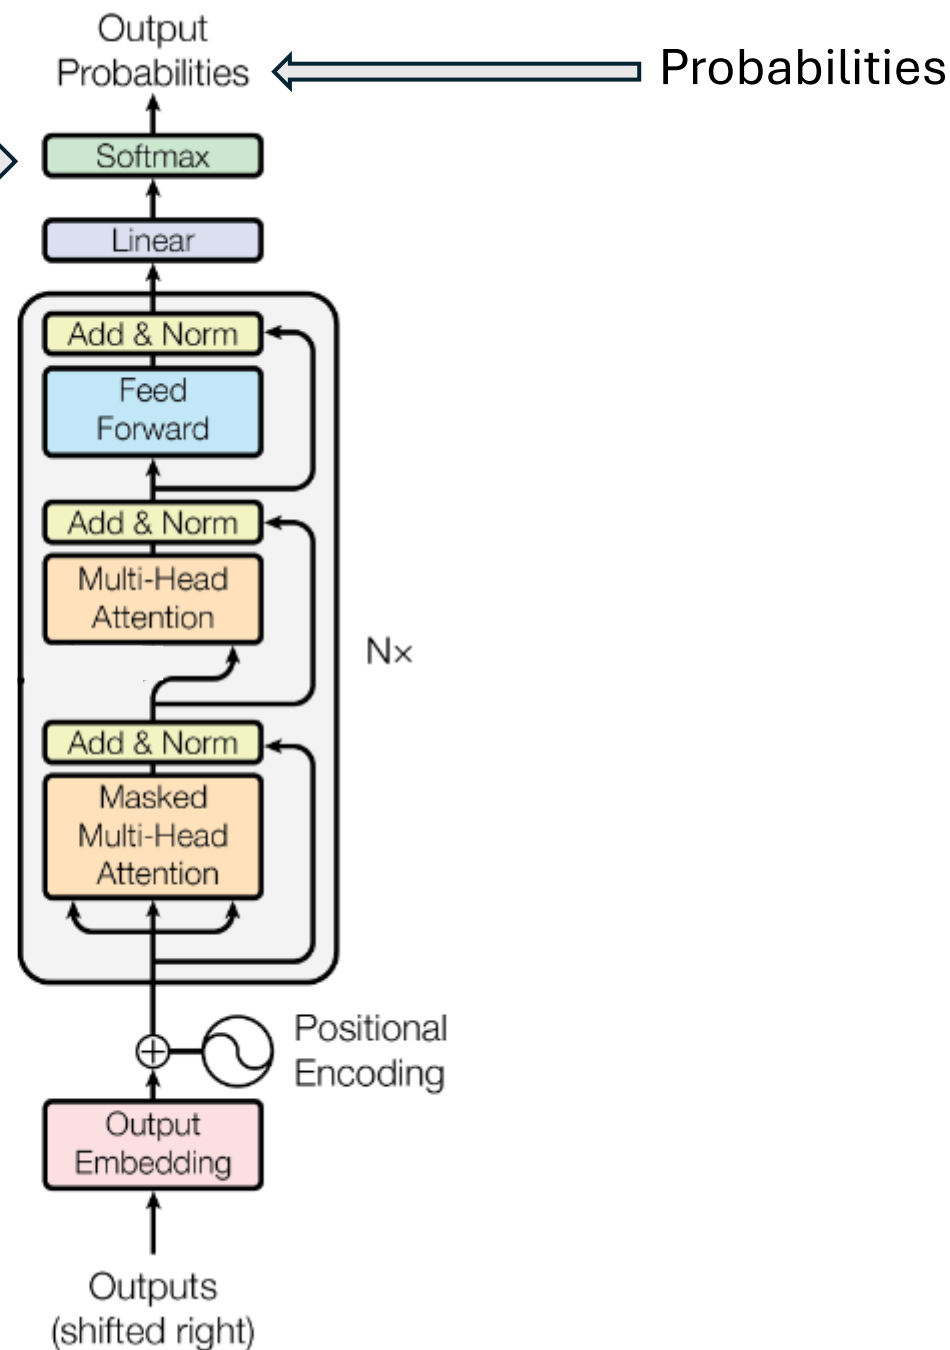 Output
Probabilities
Probabilities
Softmax
Linear
Add & Norm
Feed
Forward
Add & Norm
Multi-Head
Attention
N×
Add & Norm
Masked
Multi-Head
Attention
Positional
Encoding
Output
Embedding
Outputs
(shifted right)